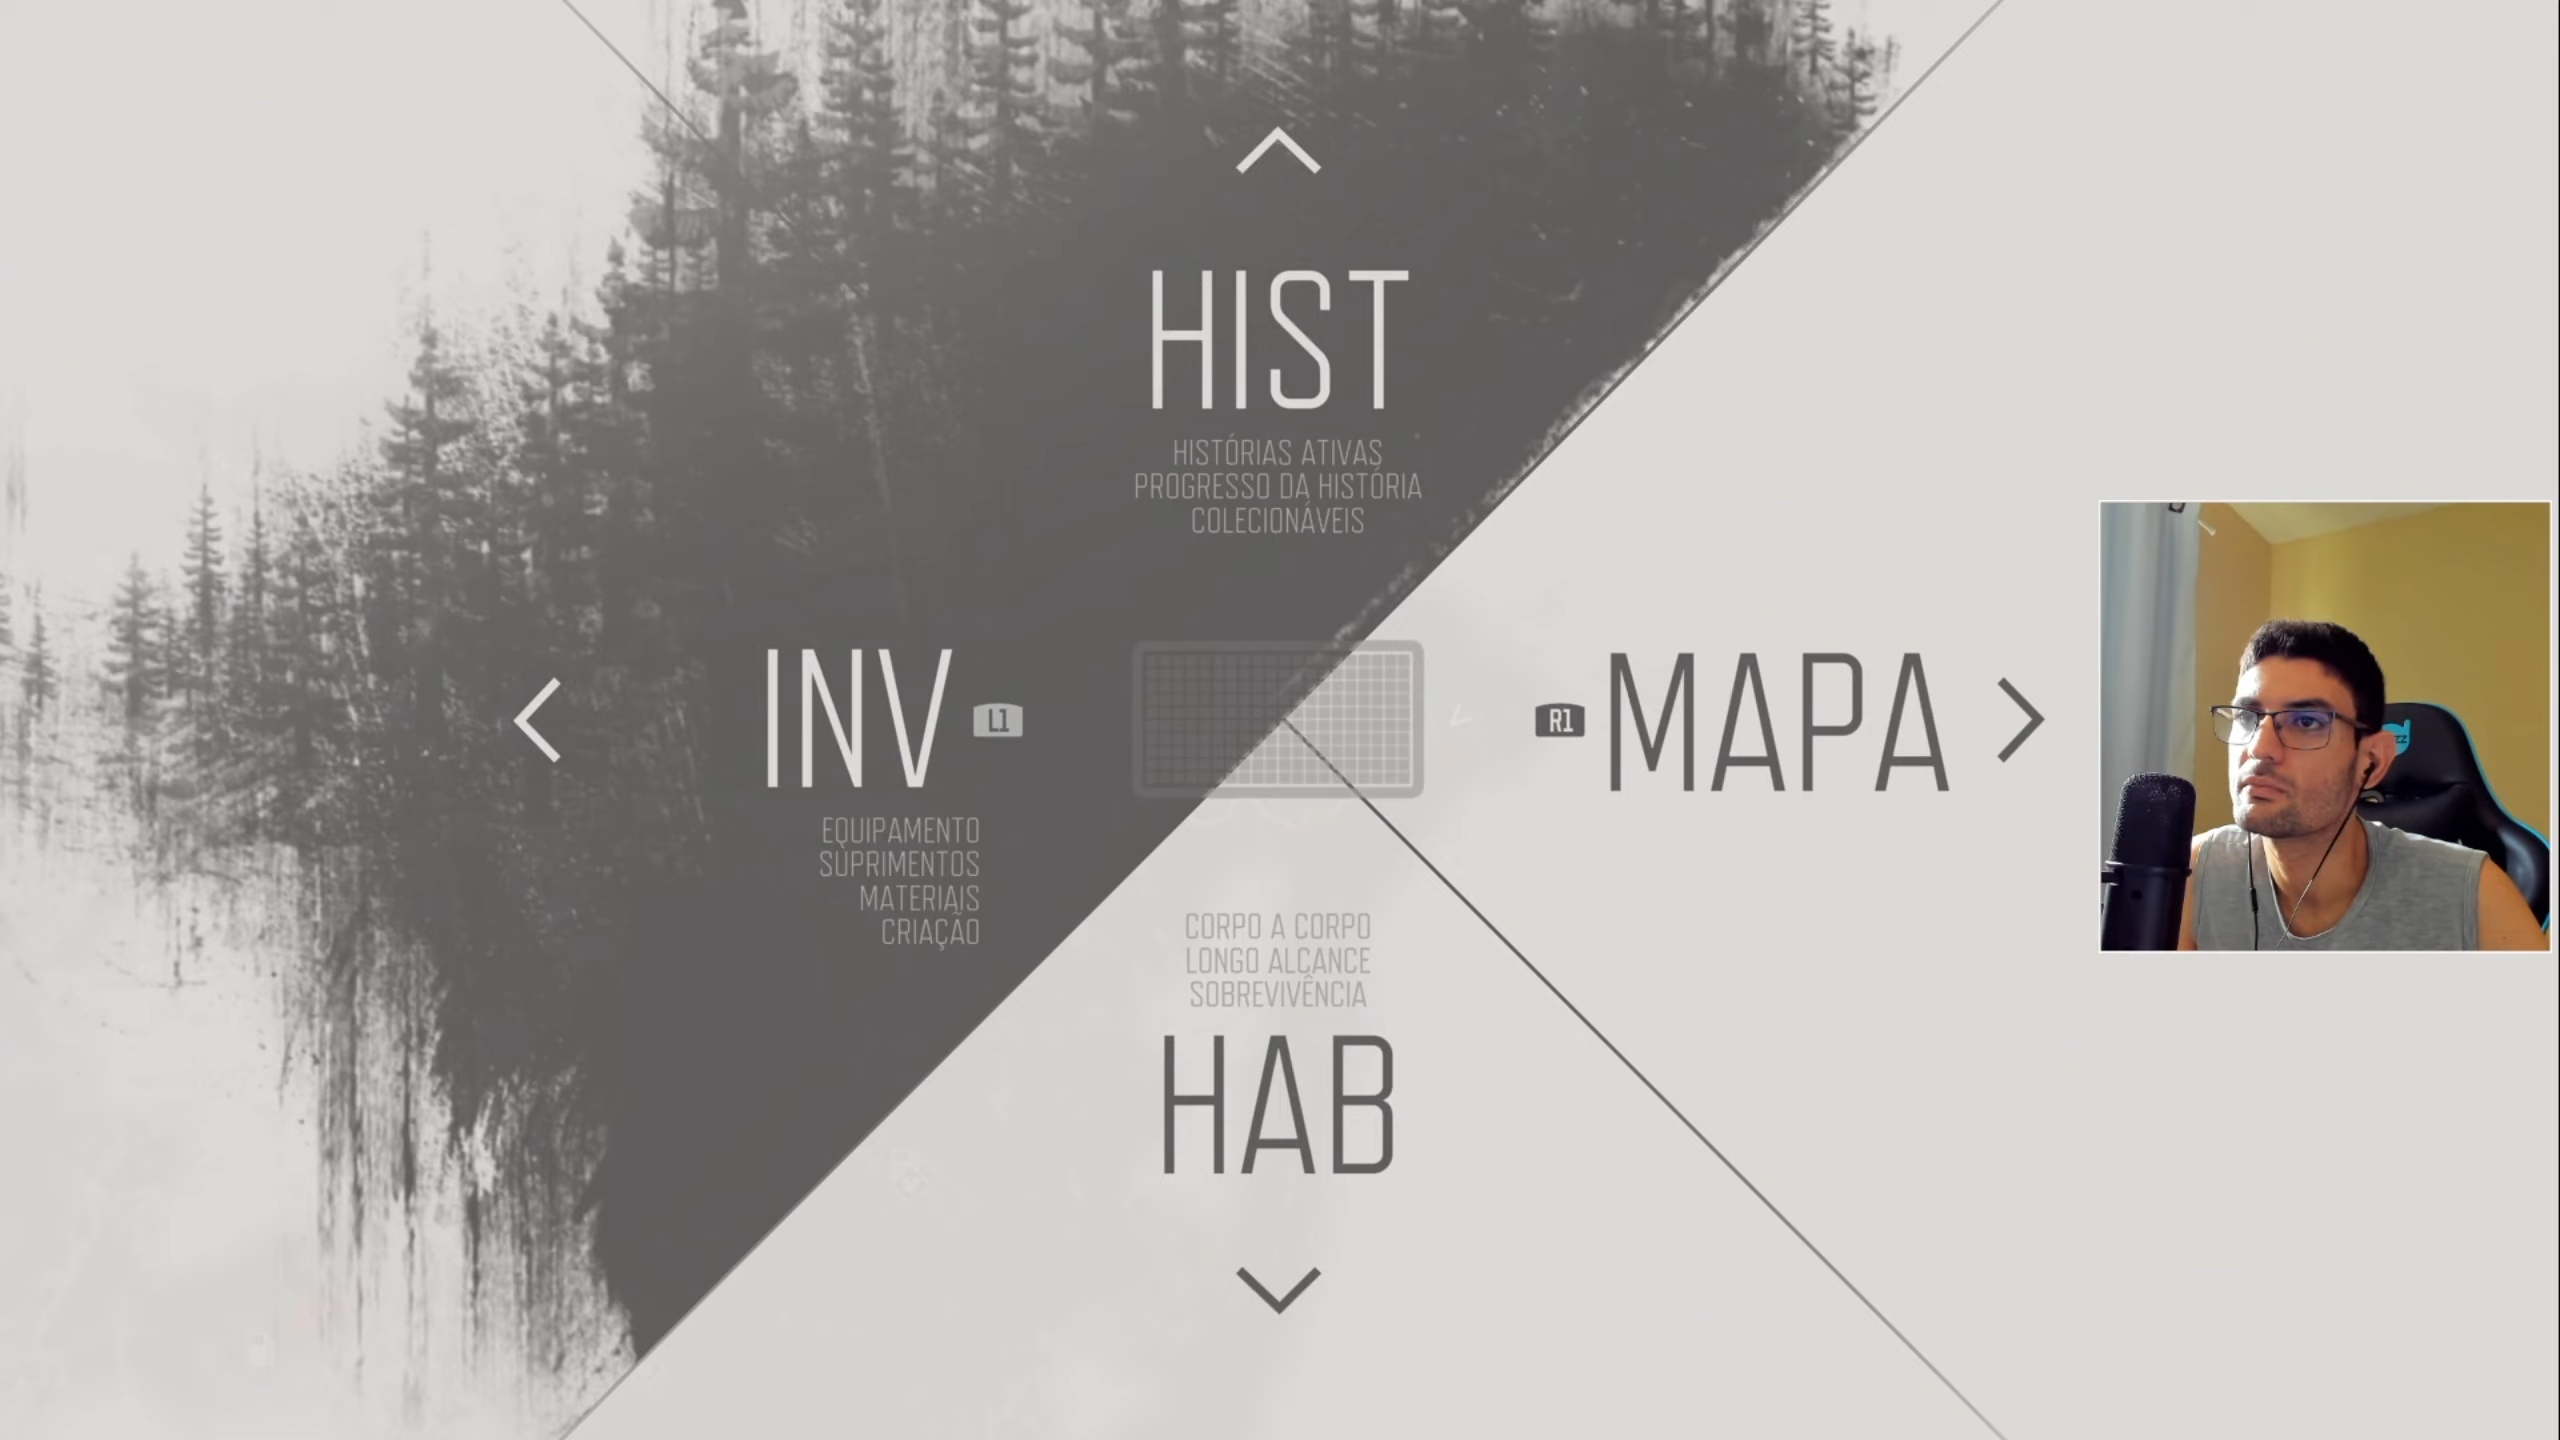 HIST
HISTÓRIAS ATIVAS
PROGRESSO DA HISTÓRIA
COLECIONÁVEIS
INV L1
EQUIPAMENTO
SUPRIMENTOS
MATERIAIS
CRIAÇÃO
R1 MAPA
CORPO A CORPO
LONGO ALCANCE
SOBREVIVÊNCIA
HAB